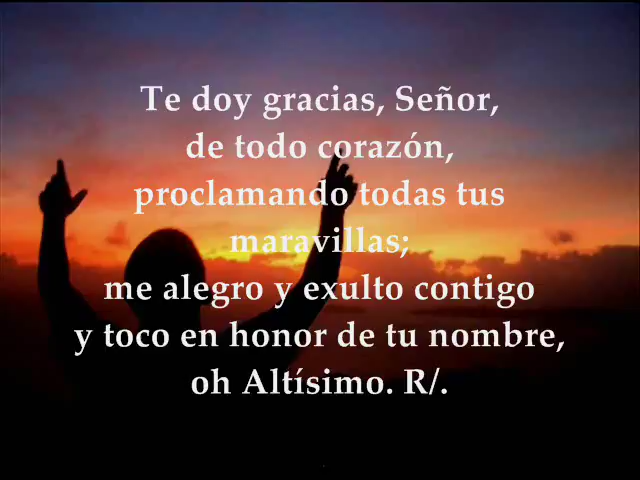 Te doy gracias, Señor,
de todo corazón,
proclamando todas tus
maravillas;
me alegro y exulto contigo
y toco en honor de tu nombre,
oh Altísimo. R/.